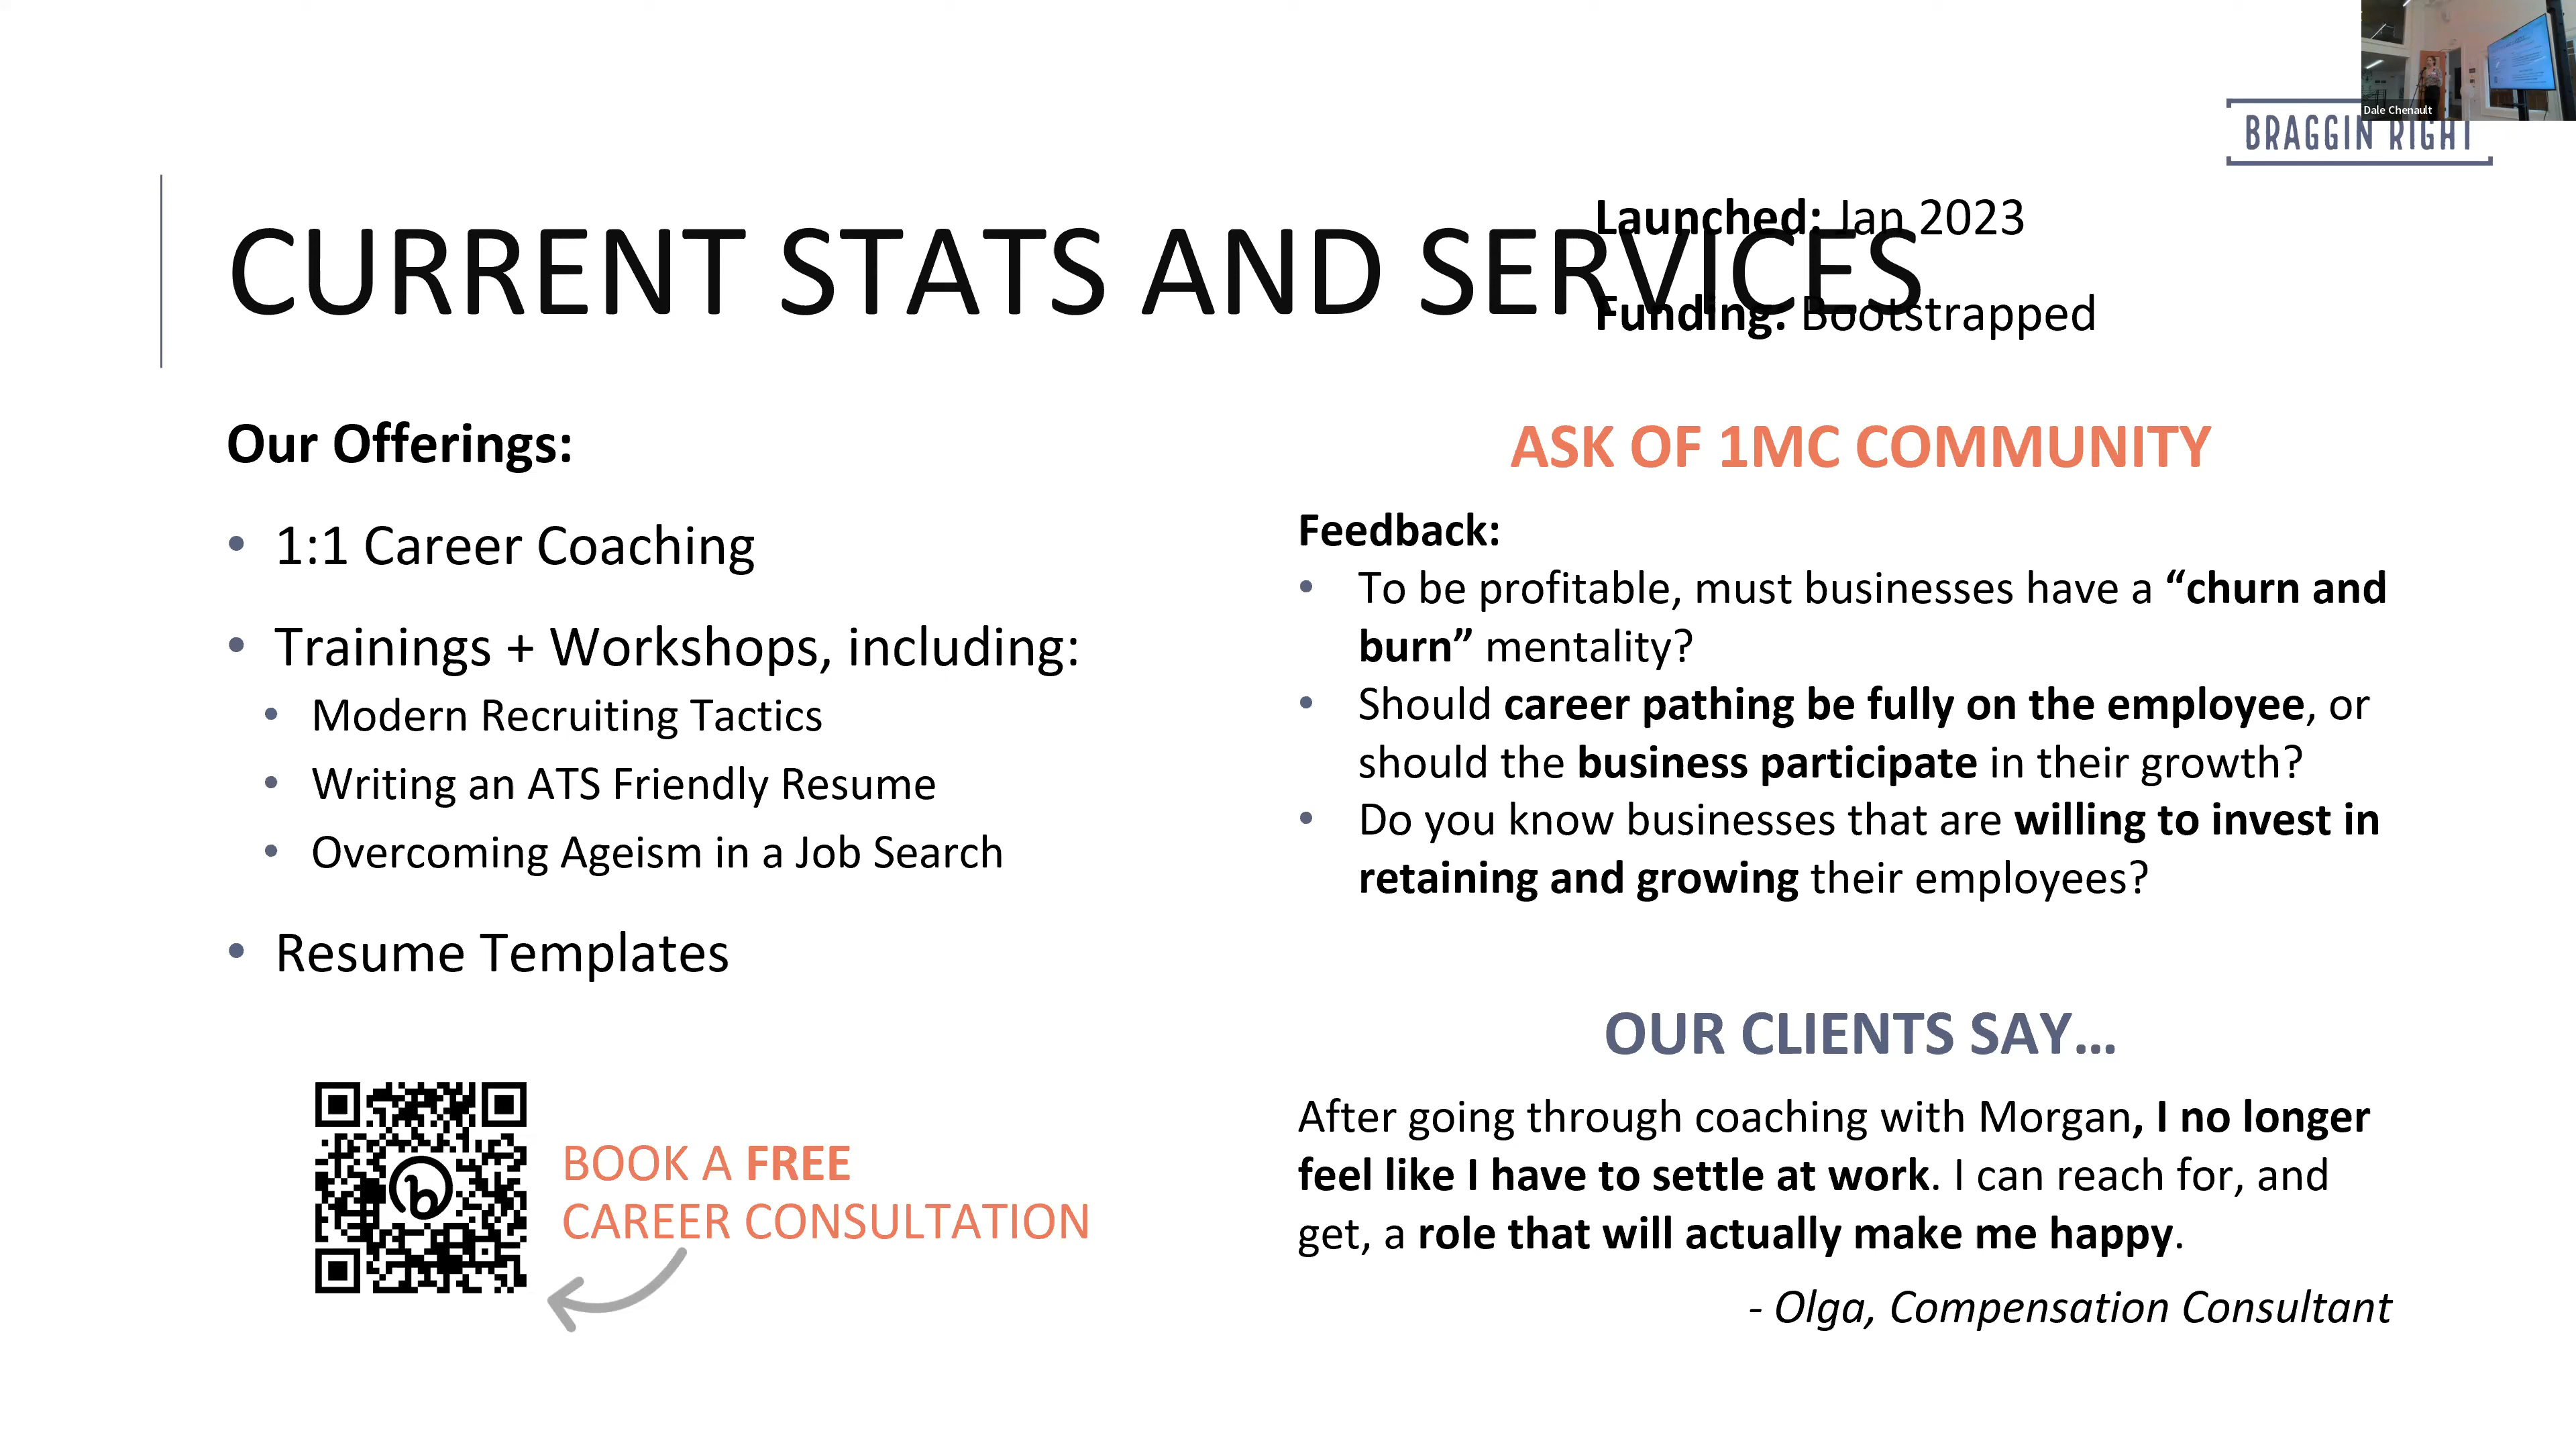 Dale Chenault
BRAGGIN RIGHT
CURRENT STATS AND SERVICES
Launched: Jan 2023
Funding: Bootstrapped
Our Offerings:
• 1:1 Career Coaching
• Trainings + Workshops, including:
• Modern Recruiting Tactics
• Writing an ATS Friendly Resume
• Overcoming Ageism in a Job Search
• Resume Templates
BOOK A FREE
CAREER CONSULTATION
ASK OF 1MC COMMUNITY
Feedback:
• To be profitable, must businesses have a “churn and
burn” mentality?
• Should career pathing be fully on the employee, or
should the business participate in their growth?
• Do you know businesses that are willing to invest in
retaining and growing their employees?
OUR CLIENTS SAY…
After going through coaching with Morgan, I no longer
feel like I have to settle at work. I can reach for, and
get, a role that will actually make me happy.
- Olga, Compensation Consultant